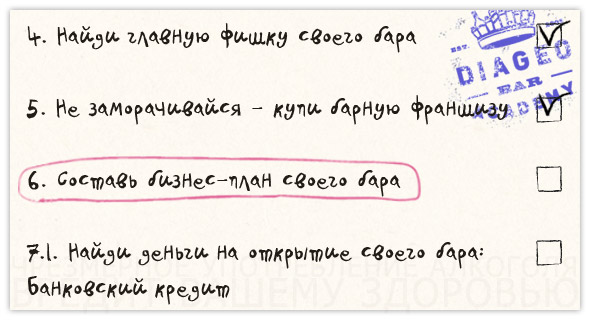 4. Найди главную фишку своего бара
DIAGEO
BAR
ACADEMY
5. Не заморачивайся – купи барную франшизу
6. Составь бизнес-план своего бара
7.1. Найди деньги на открытие своего бара:
банковский кредит
ЧРЕЗМЕРНОЕ УПОТРЕБЛЕНИЕ АЛКОГОЛЯ
ВРЕДИТ ВАШЕМУ ЗДОРОВЬЮ